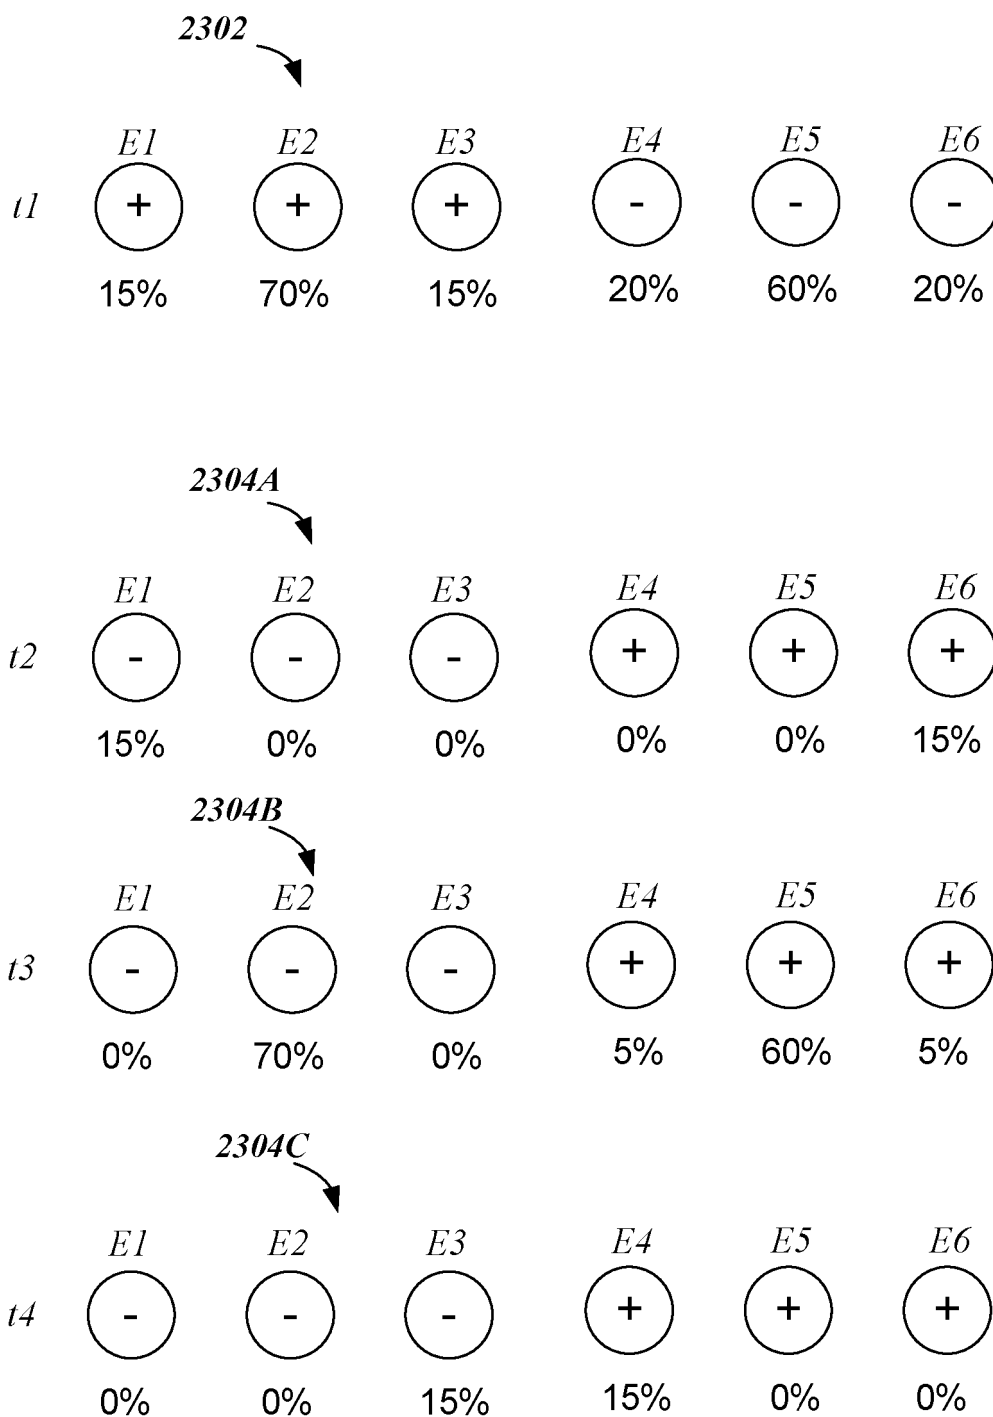 2302
E1 E2 E3 E4 E5 E6
t1 + + + - - -
15% 70% 15% 20% 60% 20%
2304A
E1 E2 E3 E4 E5 E6
t2 - - - + + +
15% 0% 0% 0% 0% 15%
2304B
E1 E2 E3 E4 E5 E6
t3 - - - + + +
0% 70% 0% 5% 60% 5%
2304C
E1 E2 E3 E4 E5 E6
t4 - - - + + +
0% 0% 15% 15% 0% 0%